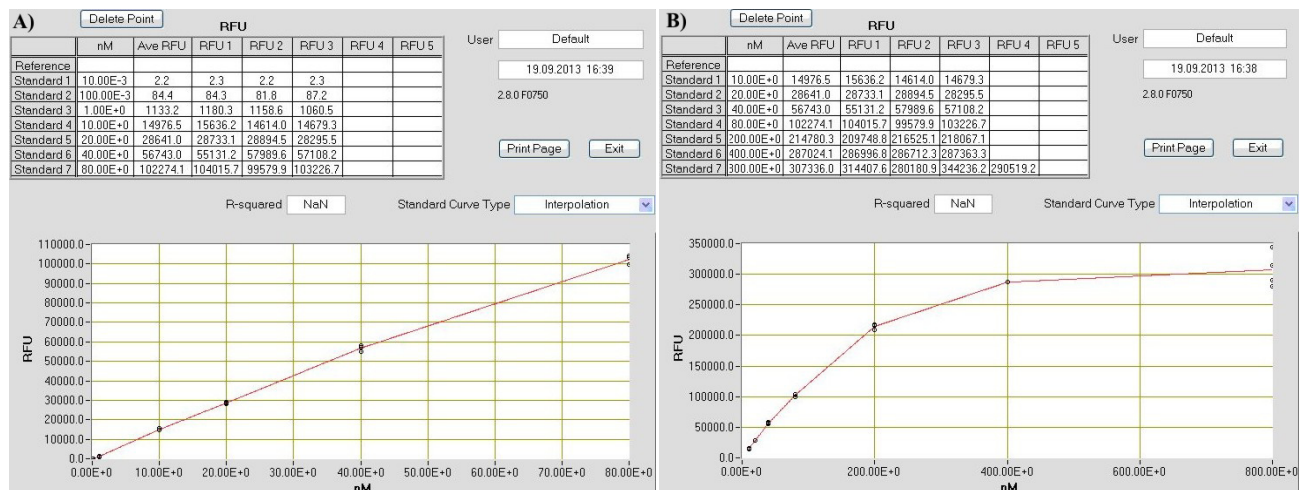 A)
Delete Point
RFU
nM Ave RFU RFU 1 RFU 2 RFU 3 RFU 4 RFU 5
Reference
Standard 1 10.00E-3 2.2 2.3 2.2 2.3
Standard 2 100.00E-3 84.4 84.3 81.8 87.2
Standard 3 1.00E+0 1133.2 1180.3 1158.6 1060.5
Standard 4 10.00E+0 14976.5 15636.2 14614.0 14679.3
Standard 5 20.00E+0 28641.0 28733.1 28894.5 28295.5
Standard 6 40.00E+0 56743.0 55131.2 57989.6 57108.2
Standard 7 80.00E+0 102274.1 104015.7 99579.9 103226.7
User Default
19.09.2013 16:39
2.8.0 F0750
Print Page Exit
R-squared NaN Standard Curve Type Interpolation
110000.0
100000.0
90000.0
80000.0
70000.0
60000.0
50000.0
40000.0
30000.0
20000.0
10000.0
0.0
RFU
0.00E+0 10.00E+0 20.00E+0 30.00E+0 40.00E+0 50.00E+0 60.00E+0 70.00E+0 80.00E+0
nM
B)
Delete Point
RFU
nM Ave RFU RFU 1 RFU 2 RFU 3 RFU 4 RFU 5
Reference
Standard 1 10.00E+0 14976.5 15636.2 14614.0 14679.3
Standard 2 20.00E+0 28641.0 28733.1 28894.5 28295.5
Standard 3 40.00E+0 56743.0 55131.2 57989.6 57108.2
Standard 4 80.00E+0 102274.1 104015.7 99579.9 103226.7
Standard 5 200.00E+0 214780.3 209748.8 216525.1 218067.1
Standard 6 400.00E+0 287024.1 286996.8 286712.3 287363.3
Standard 7 300.00E+0 307336.0 314407.6 280180.9 344236.2 290519.2
User Default
19.09.2013 16:38
2.8.0 F0750
Print Page Exit
R-squared NaN Standard Curve Type Interpolation
350000.0
300000.0
250000.0
200000.0
150000.0
100000.0
50000.0
0.0
RFU
0.00E+0 200.00E+0 400.00E+0 600.00E+0 800.00E+0
nM